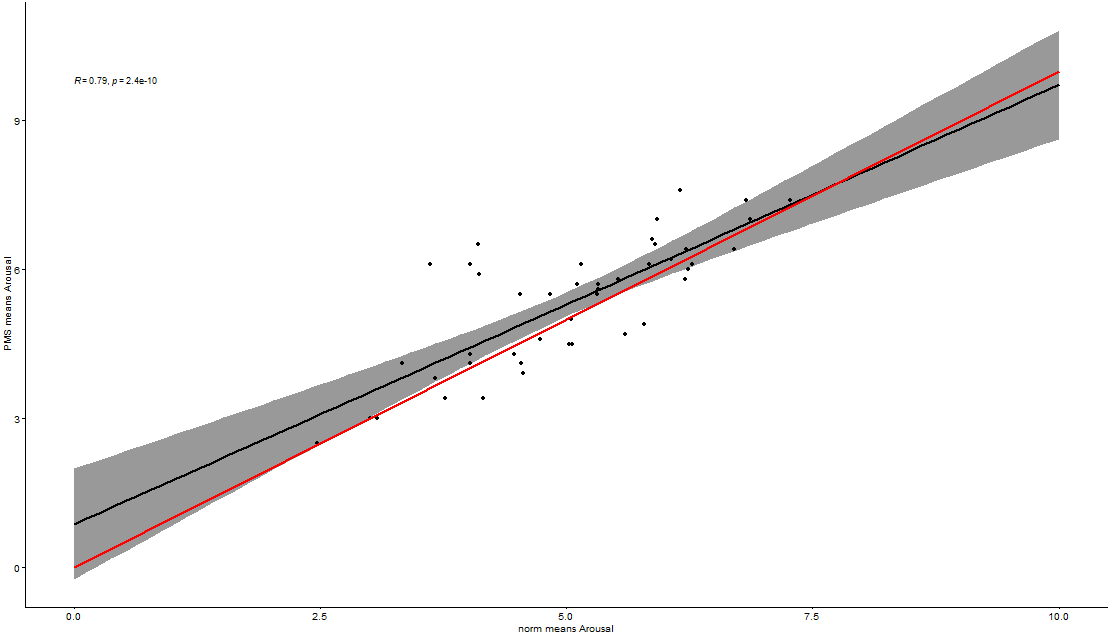 R = 0.79, p = 2.4e-10
9
6
3
0
PMS means Arousal
0.0 2.5 5.0 7.5 10.0
norm means Arousal